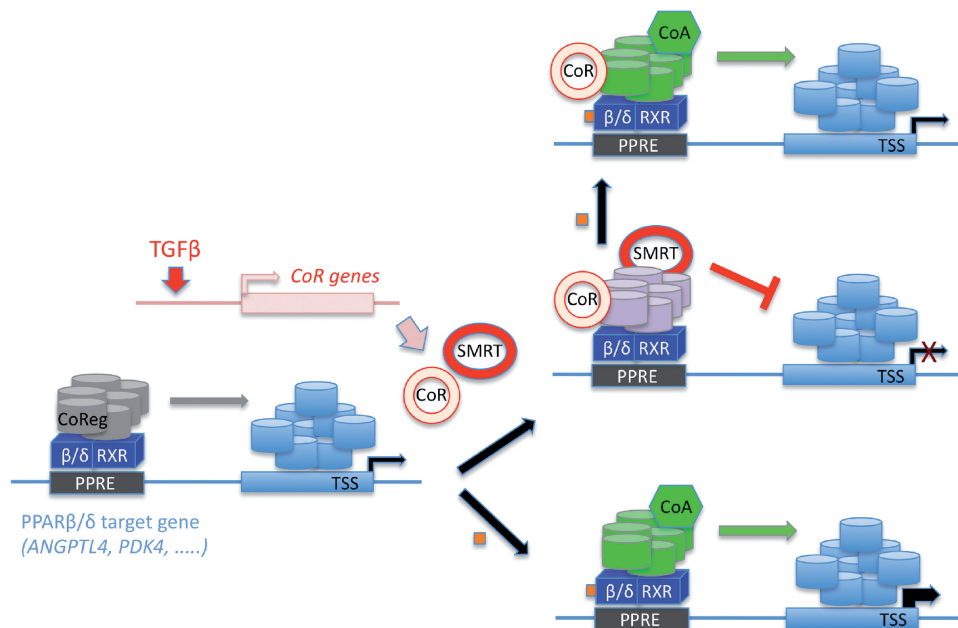 CoA
CoR
β/δ RXR
PPRE
TSS
TGFβ
CoR genes
SMRT
CoR
SMRT
CoR
β/δ RXR
PPRE
TSS
X
CoReg
β/δ RXR
PPRE
TSS
PPARβ/δ target gene
(ANGPTL4, PDK4, .....)
CoA
β/δ RXR
PPRE
TSS